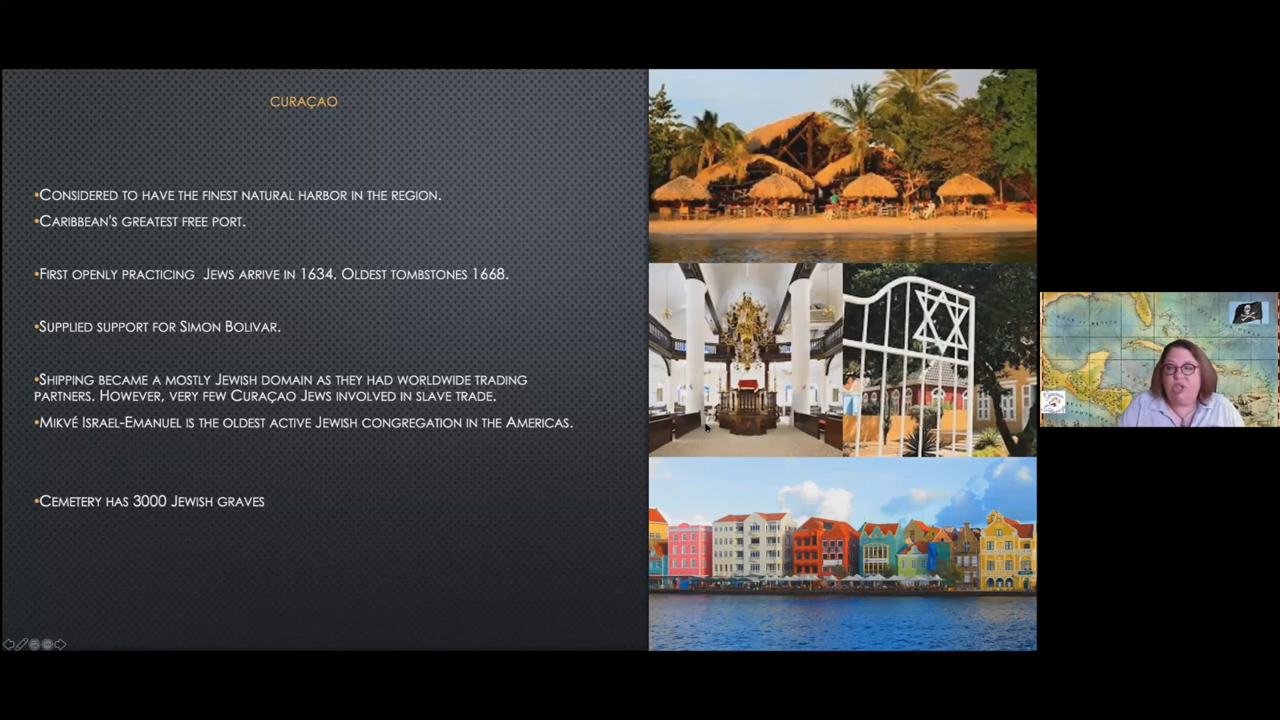 CURAÇAO
•CONSIDERED TO HAVE THE FINEST NATURAL HARBOR IN THE REGION.
•CARIBBEAN'S GREATEST FREE PORT.
•FIRST OPENLY PRACTICING JEWS ARRIVE IN 1634. OLDEST TOMBSTONES 1668.
•SUPPLIED SUPPORT FOR SIMON BOLIVAR.
•SHIPPING BECAME A MOSTLY JEWISH DOMAIN AS THEY HAD WORLDWIDE TRADING
PARTNERS. HOWEVER, VERY FEW CURAÇAO JEWS INVOLVED IN SLAVE TRADE.
•MIKVÉ ISRAEL-EMANUEL IS THE OLDEST ACTIVE JEWISH CONGREGATION IN THE AMERICAS.
•CEMETERY HAS 3000 JEWISH GRAVES